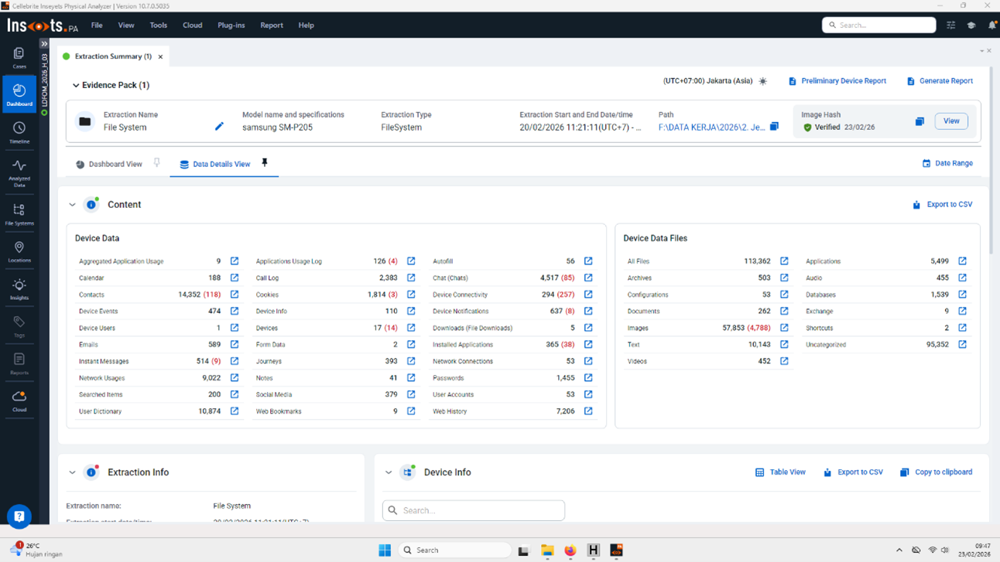 Cellebrite Inseyets Physical Analyzer | Version 10.7.0.5035
Inseyets.PA File View Tools Cloud Plug-ins Report Help Search...
Cases
Dashboard
Timeline
Analyzed Data
File Systems
Locations
Insights
Tags
Reports
Cloud
LDFOM_2026_H_03
Extraction Summary (1)
Evidence Pack (1) (UTC+07:00) Jakarta (Asia) Preliminary Device Report Generate Report
Extraction Name Model name and specifications Extraction Type Extraction Start and End Date/time Path Image Hash
File System samsung SM-P205 FileSystem 20/02/2026 11:21:11(UTC+7) - ... F:\DATA KERJA\2026\2. Je... Verified 23/02/26 View
Dashboard View Data Details View Date Range
Content Export to CSV
Device Data
Aggregated Application Usage 9 Applications Usage Log 126 (4) Autofill 56
Calendar 188 Call Log 2,383 Chat (Chats) 4,517 (85)
Contacts 14,352 (118) Cookies 1,814 (3) Device Connectivity 294 (257)
Device Events 474 Device Info 110 Device Notifications 637 (8)
Device Users 1 Devices 17 (14) Downloads (File Downloads) 5
Emails 589 Form Data 2 Installed Applications 365 (38)
Instant Messages 514 (9) Journeys 393 Network Connections 53
Network Usages 9,022 Notes 41 Passwords 1,455
Searched Items 200 Social Media 379 User Accounts 53
User Dictionary 10,874 Web Bookmarks 9 Web History 7,206
Device Data Files
All Files 113,362 Applications 5,499
Archives 503 Audio 455
Configurations 53 Databases 1,539
Documents 262 Exchange 9
Images 57,853 (4,788) Shortcuts 2
Text 10,143 Uncategorized 95,352
Videos 452
Extraction Info
Extraction name: File System
Extraction start date/time: 20/02/2026 11:21:11(UTC+7)
Device Info Table View Export to CSV Copy to clipboard
Search...
1 26°C
Hujan ringan
Search
09:47
23/02/2026